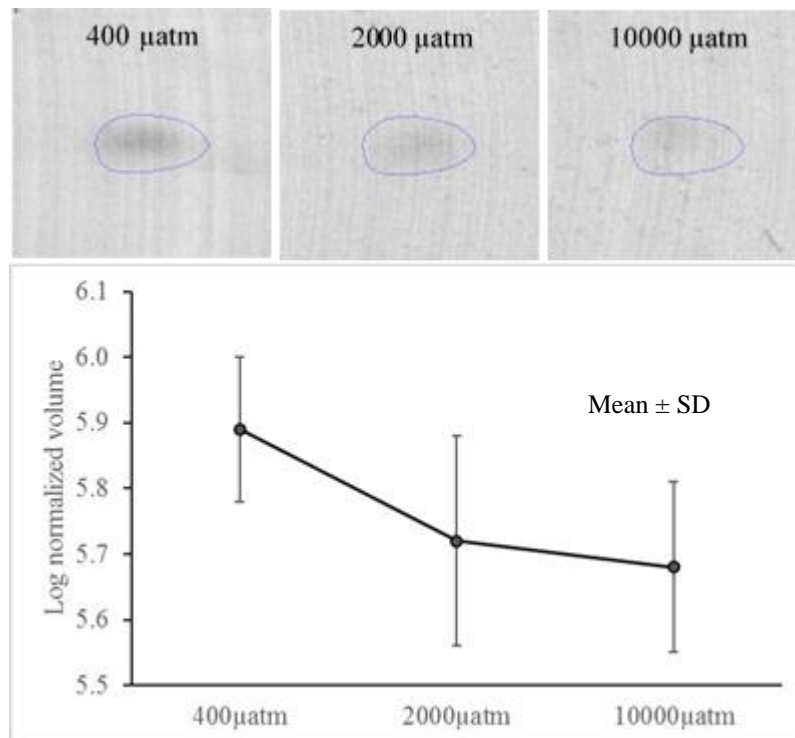 400 µatm
2000 µatm
10000 µatm
6.1
6.0
5.9
5.8
5.7
5.6
5.5
Log normalized volume
Mean ± SD
400µatm
2000µatm
10000µatm